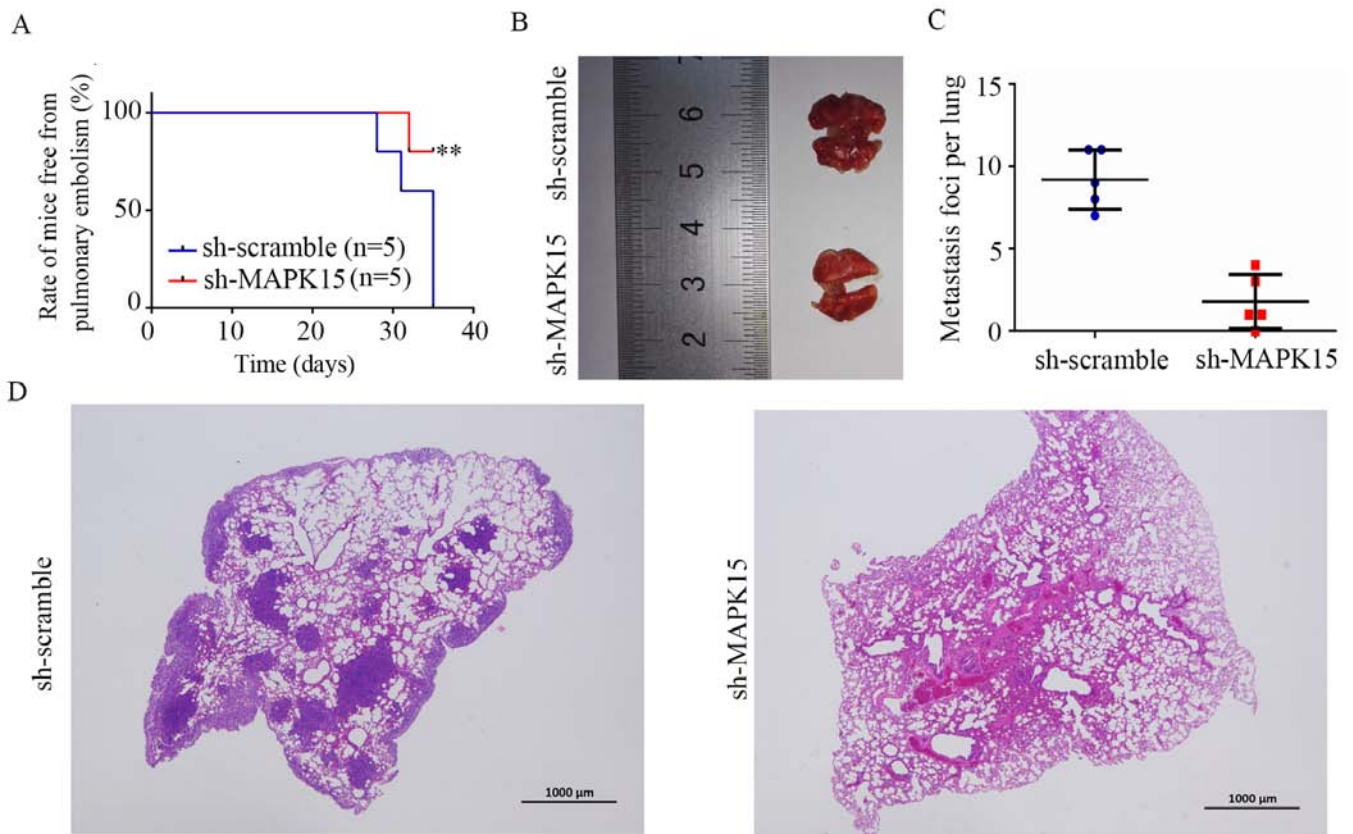 A
Rate of mice free from
pulmonary embolism (%)
100
50
0
**
sh-scramble (n=5)
sh-MAPK15 (n=5)
0 10 20 30 40
Time (days)
B
sh-scramble
sh-MAPK15
6
5
4
3
2
C
Metastasis foci per lung
15
10
5
0
sh-scramble
sh-MAPK15
D
sh-scramble
1000 μm
sh-MAPK15
1000 μm